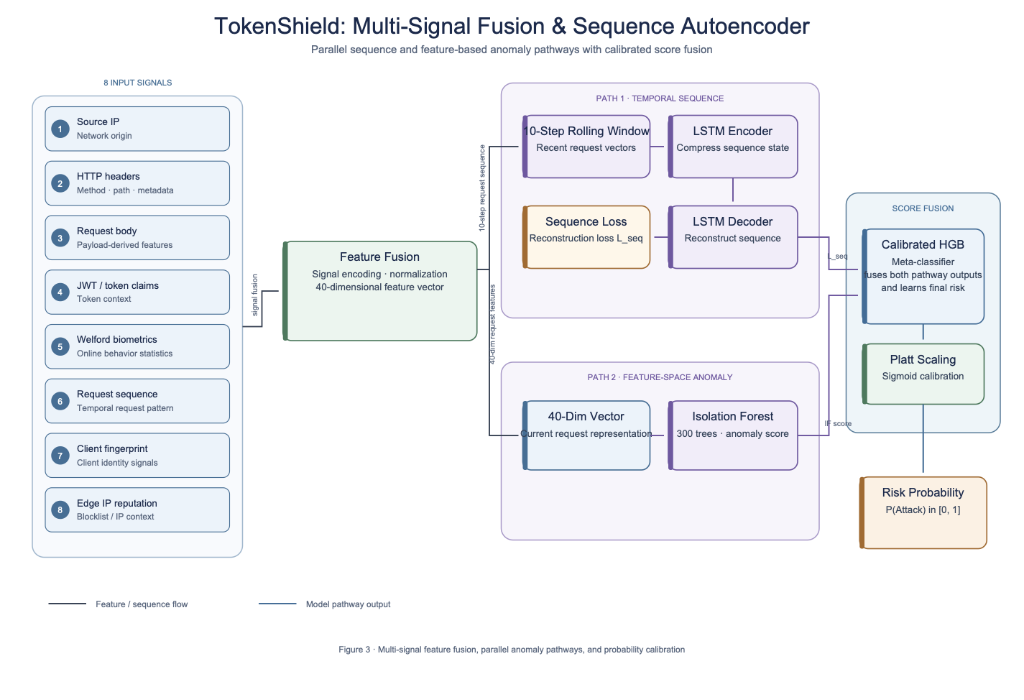 TokenShield: Multi-Signal Fusion & Sequence Autoencoder
Parallel sequence and feature-based anomaly pathways with calibrated score fusion
8 INPUT SIGNALS
1
Source IP
Network origin
2
HTTP headers
Method · path · metadata
3
Request body
Payload-derived features
4
JWT / token claims
Token context
5
Welford biometrics
Online behavior statistics
6
Request sequence
Temporal request pattern
7
Client fingerprint
Client identity signals
8
Edge IP reputation
Blocklist / IP context
signal fusion
Feature Fusion
Signal encoding · normalization
40-dimensional feature vector
10-step request sequence
40-dim request features
PATH 1 · TEMPORAL SEQUENCE
10-Step Rolling Window
Recent request vectors
LSTM Encoder
Compress sequence state
Sequence Loss
Reconstruction loss L_seq
LSTM Decoder
Reconstruct sequence
L_seq
PATH 2 · FEATURE-SPACE ANOMALY
40-Dim Vector
Current request representation
Isolation Forest
300 trees · anomaly score
IF score
SCORE FUSION
Calibrated HGB
Meta-classifier
fuses both pathway outputs
and learns final risk
Platt Scaling
Sigmoid calibration
Risk Probability
P(Attack) in [0, 1]
Feature / sequence flow
Model pathway output
Figure 3 · Multi-signal feature fusion, parallel anomaly pathways, and probability calibration